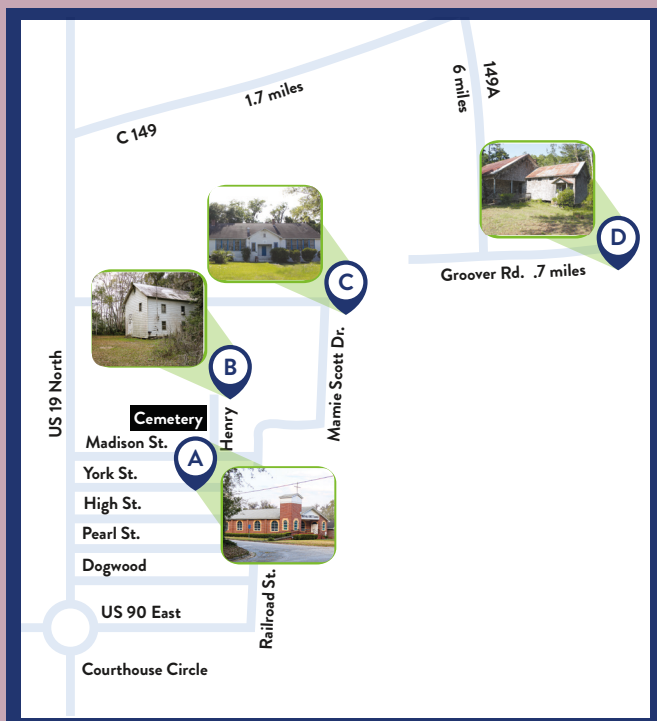 149A
6 miles
1.7 miles
C 149
D
Groover Rd. .7 miles
C
B
US 19 North
Mamie Scott Dr.
Cemetery
Henry
Madison St.
A
York St.
High St.
Pearl St.
Dogwood
Railroad St.
US 90 East
Courthouse Circle